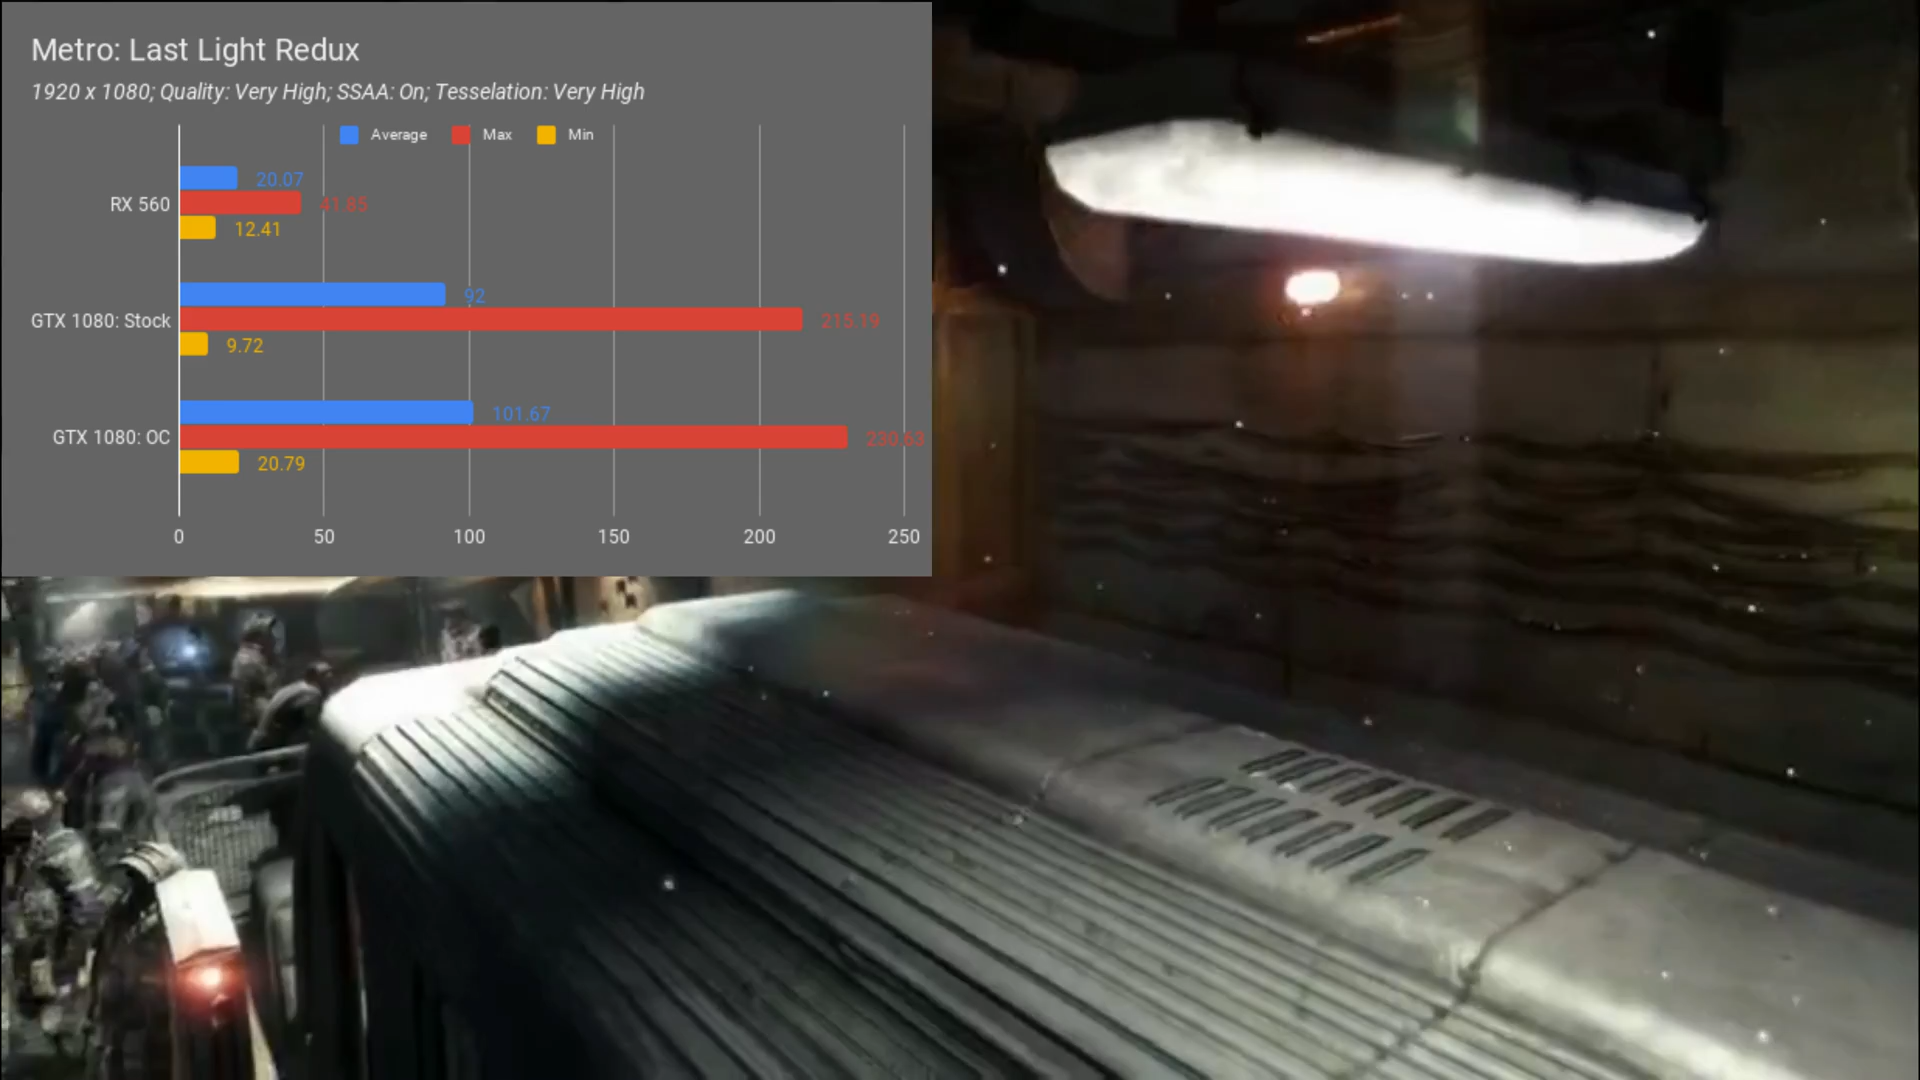 Metro: Last Light Redux
1920 x 1080; Quality: Very High; SSAA: On; Tesselation: Very High
Average Max Min
20.07
RX 560 41.85
12.41
92
GTX 1080: Stock 215.19
9.72
101.67
GTX 1080: OC 230.63
20.79
0 50 100 150 200 250